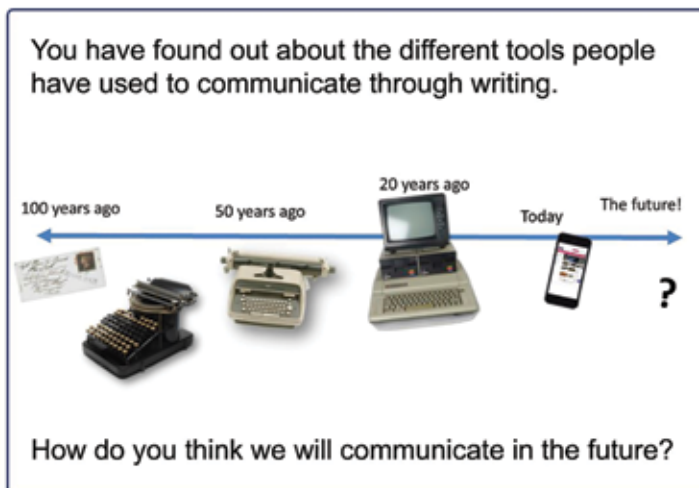 You have found out about the different tools people
have used to communicate through writing.
20 years ago
100 years ago
50 years ago
Today
The future!
?
How do you think we will communicate in the future?